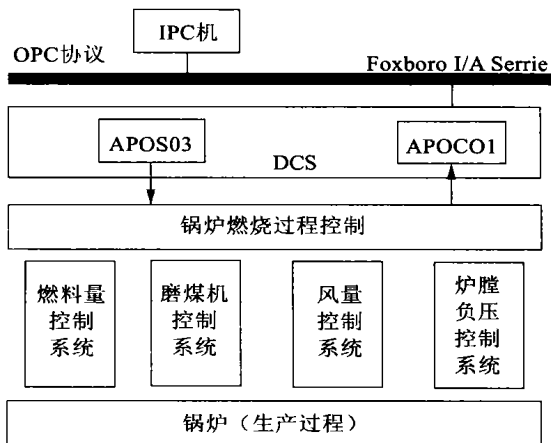 IPC机
OPC协议
Foxboro I/A Serrie
APOS03
APOCO1
DCS
锅炉燃烧过程控制
燃料量
控制
系统
磨煤机
控制
系统
风量
控制
系统
炉膛
负压
控制
系统
锅炉（生产过程）